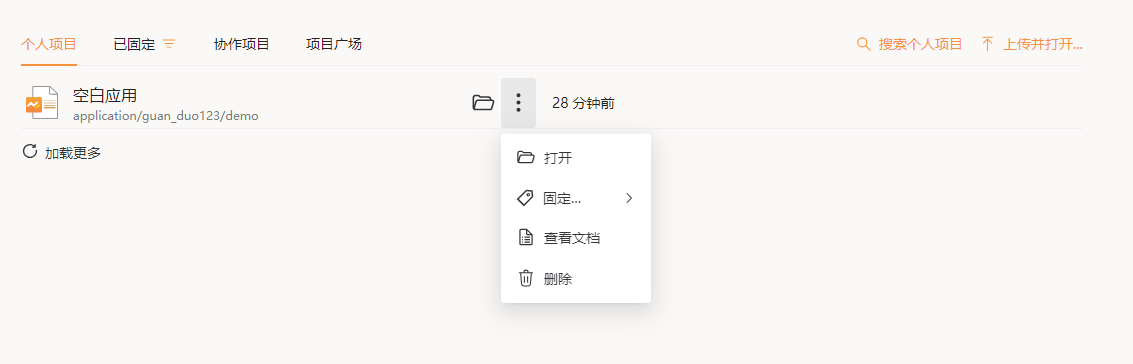 个人项目 已固定 协作项目 项目广场 搜索个人项目 上传并打开...
空白应用
application/guan_duo123/demo
28 分钟前
加载更多
打开
固定...
查看文档
删除